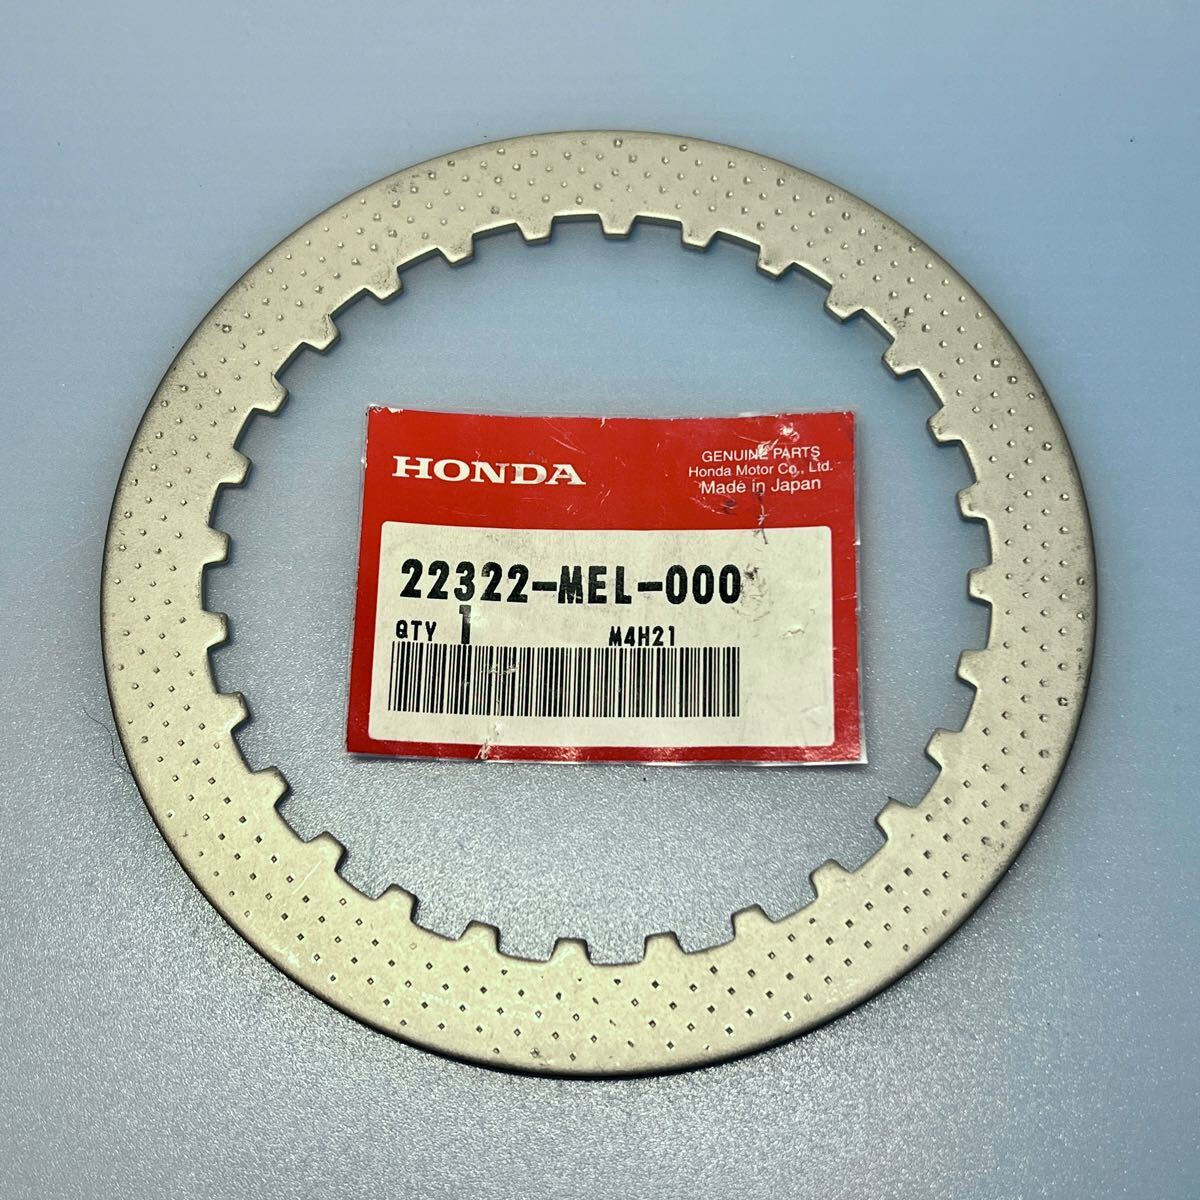 HONDA
GENUINE PARTS
Honda Motor Co., Ltd.
Made in Japan
22322-MEL-000
QTY 1 M4H21